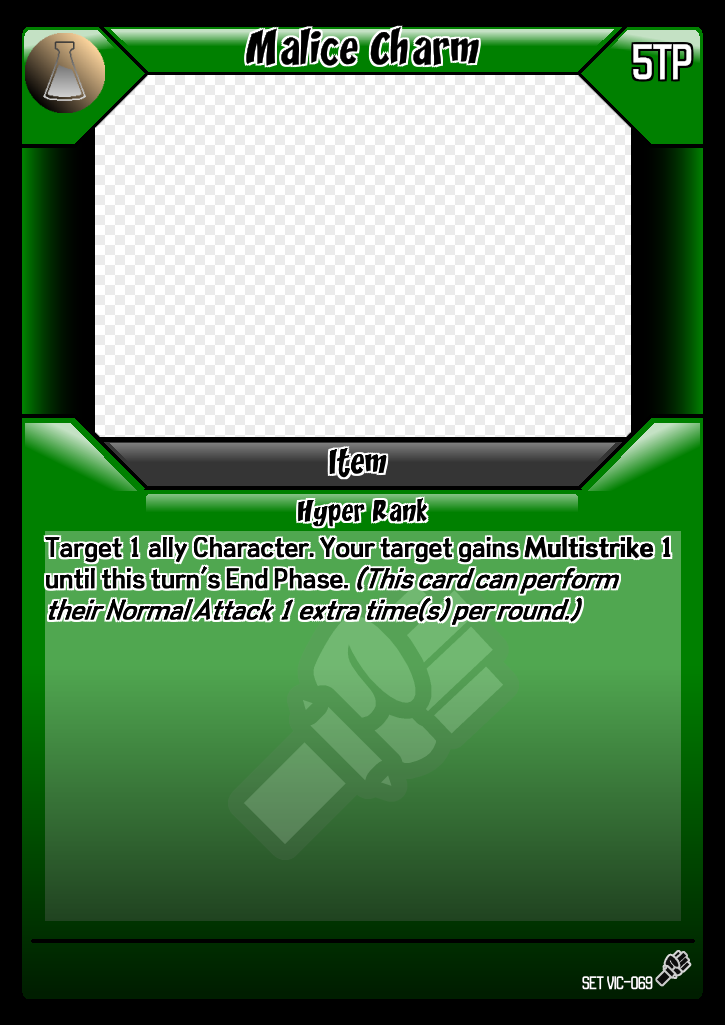 Malice Charm
5TP
Item
Hyper Rank
Target 1 ally Character. Your target gains Multistrike 1
until this turn's End Phase. (This card can perform
their Normal Attack 1 extra time(s) per round.)
SET VIC-069